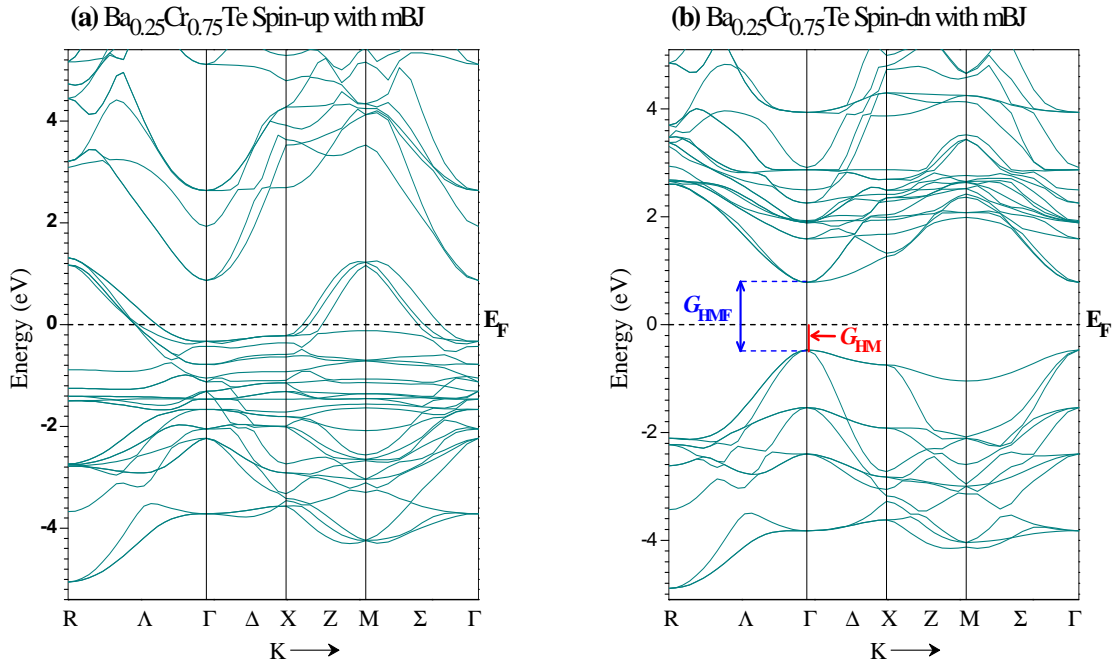 (a) Ba0.25Cr0.75Te Spin-up with mBJ
4
2
0
-2
-4
Energy (eV)
EF
R Λ Γ Δ X Z M Σ Γ
K
(b) Ba0.25Cr0.75Te Spin-dn with mBJ
4
2
0
-2
-4
Energy (eV)
GHMF
GHM
EF
R Λ Γ Δ X Z M Σ Γ
K